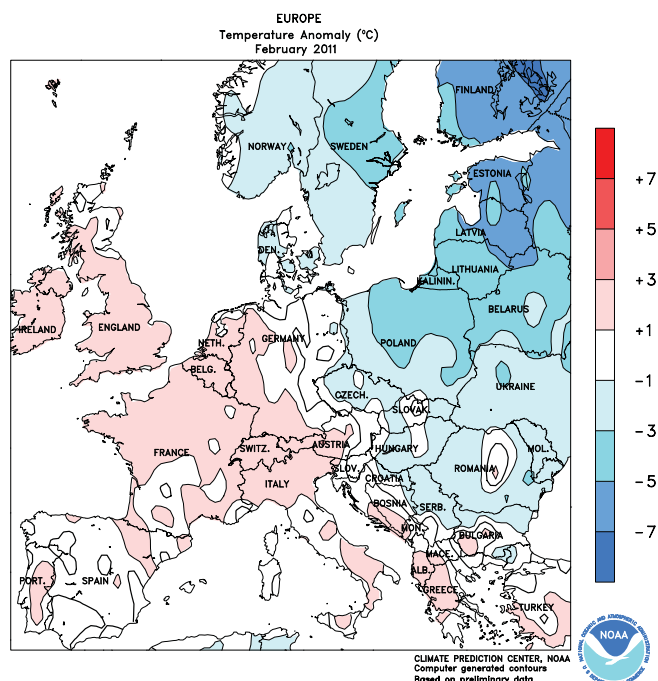 EUROPE
Temperature Anomaly (°C)
February 2011
FINLAND
NORWAY
SWEDEN
ESTONIA
DEN.
LATVIA
LITHUANIA
KALININ.
IRELAND
ENGLAND
NETH.
GERMANY
BELARUS
POLAND
BELG.
CZECH.
UKRAINE
SLOVAK.
FRANCE
SWITZ.
AUSTRIA
HUNGARY
MOL.
ITALY
SLOV.
CROATIA
ROMANIA
BOSNIA
SERB.
MON.
BULGARIA
MACE.
PORT.
SPAIN
ALB.
GREECE
TURKEY
+7
+5
+3
+1
-1
-3
-5
-7
NOAA
CLIMATE PREDICTION CENTER, NOAA
Computer generated contours
Based on preliminary data